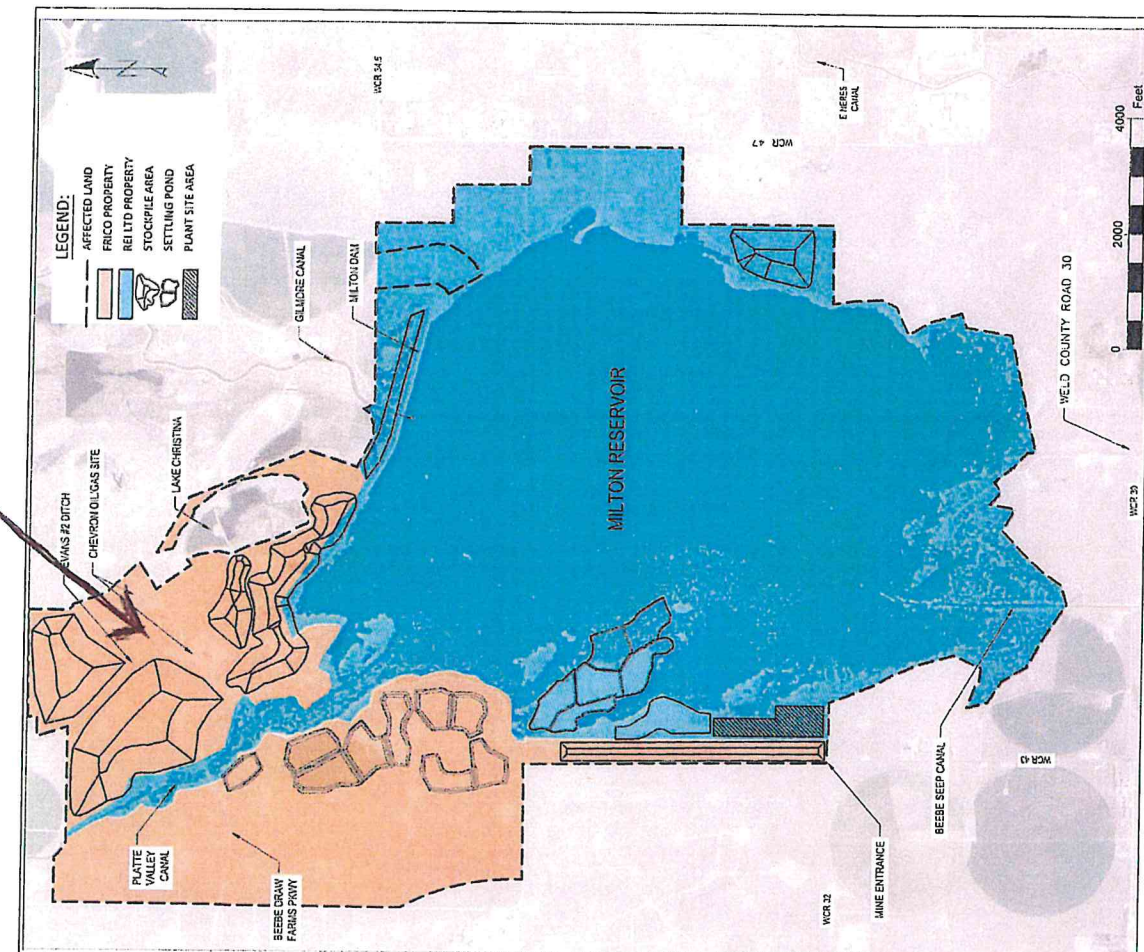 LEGEND:
AFFECTED LAND
FRICO PROPERTY
REI LTD PROPERTY
STOCKPILE AREA
SETTLING POND
PLANT SITE AREA
N
WCR 34.5
E NERES
CANAL
WCR 47
GILMORE CANAL
MILTON DAM
EVANS #2 DITCH
CHEVRON OIL/GAS SITE
LAKE CHRISTINA
MILTON RESERVOIR
PLATTE
VALLEY
CANAL
BEEBE DRAW
FARMS PKWY
WCR 32
MINE ENTRANCE
BEEBE SEEP CANAL
WCR 43
WELD COUNTY ROAD 30
WCR 30
0 2000 4000
Feet